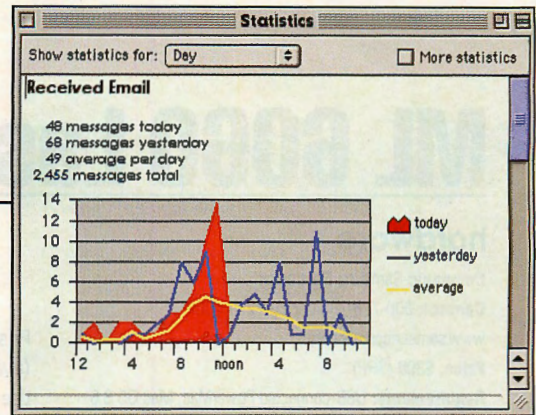 Statistics
Show statistics for: Day
More statistics
Received Email
48 messages today
68 messages yesterday
49 average per day
2,455 messages total
14
12
10
8
6
4
2
0
12 4 8 noon 4 8
today
yesterday
average